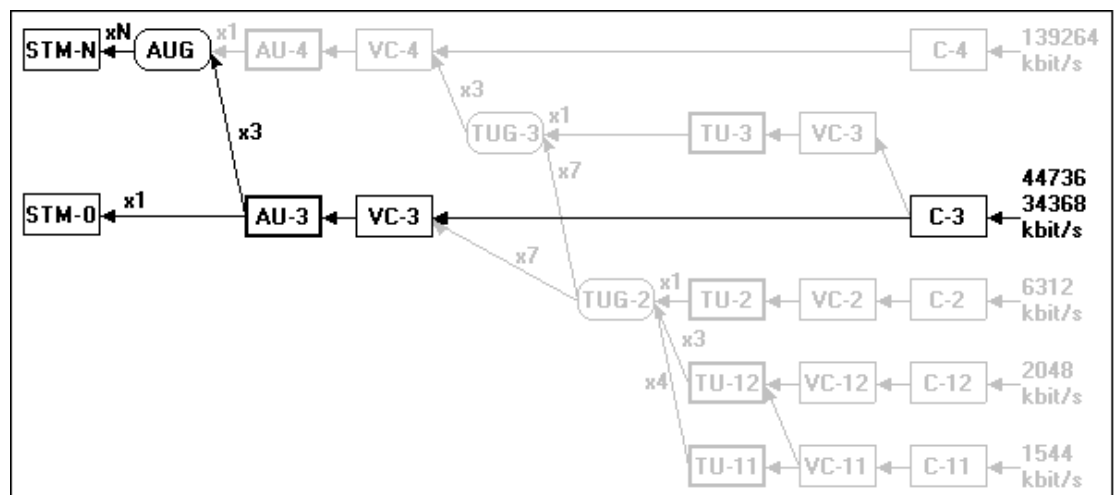 STM-N
xN
AUG
x1
AU-4
VC-4
C-4
139264
kbit/s
x3
x3
TUG-3
x1
TU-3
VC-3
x7
STM-0
x1
AU-3
VC-3
C-3
44736
34368
kbit/s
x7
TUG-2
x1
TU-2
VC-2
C-2
6312
kbit/s
x3
x4
TU-12
VC-12
C-12
2048
kbit/s
TU-11
VC-11
C-11
1544
kbit/s